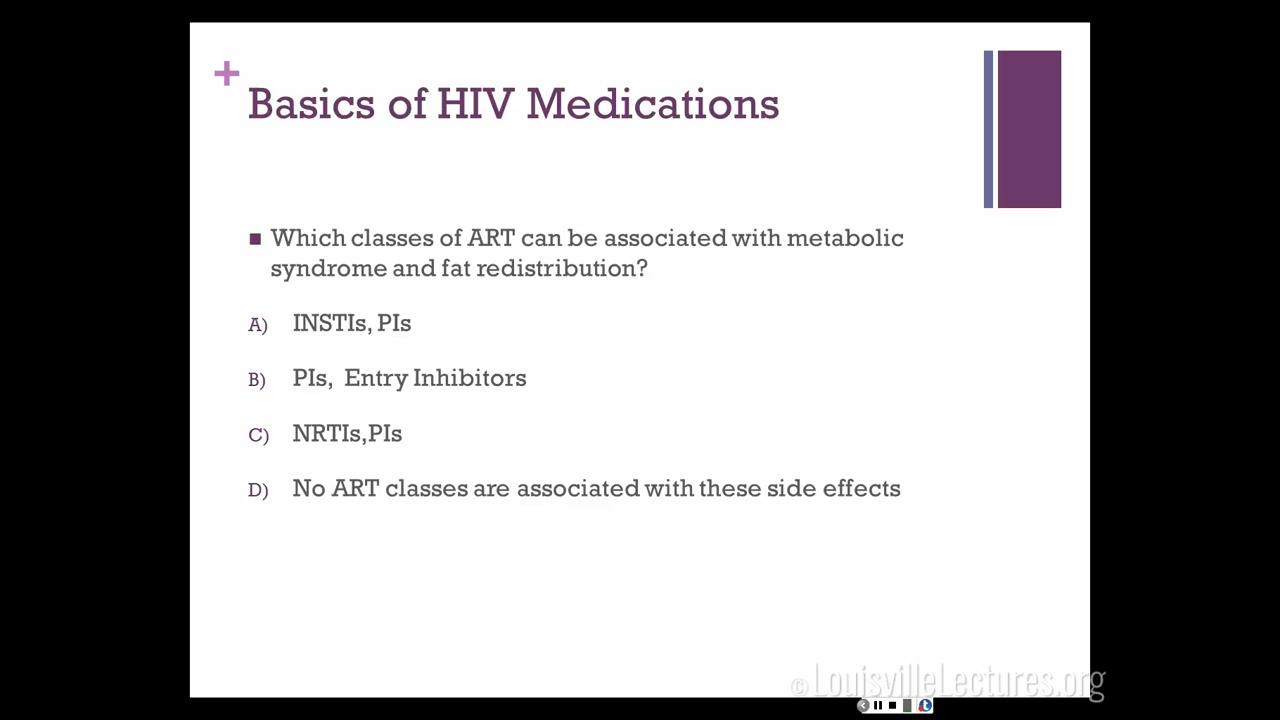 +
Basics of HIV Medications
■ Which classes of ART can be associated with metabolic
syndrome and fat redistribution?
A) INSTIs, PIs
B) PIs, Entry Inhibitors
C) NRTIs,PIs
D) No ART classes are associated with these side effects
© LouisvilleLectures.org